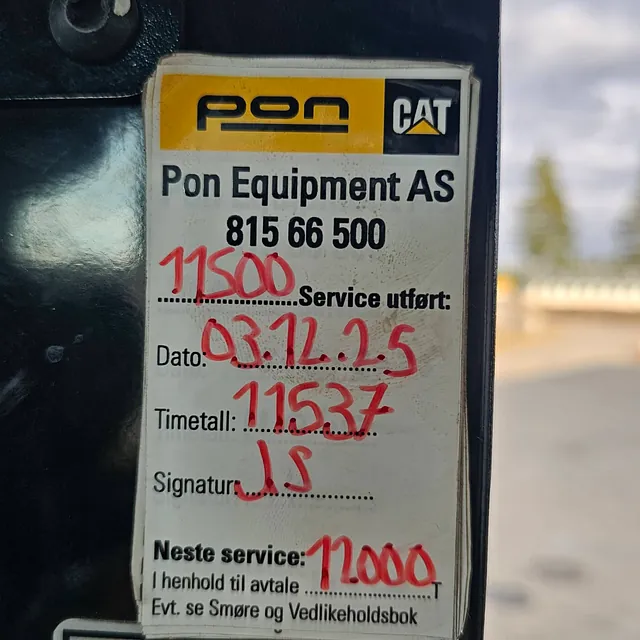 pon CAT
Pon Equipment AS
815 66 500
11500 Service utført:
Dato: 03.12.25
Timetall: 11537
Signatur: JS
Neste service: 12000
I henhold til avtale T
Evt. se Smøre og Vedlikeholdsbok